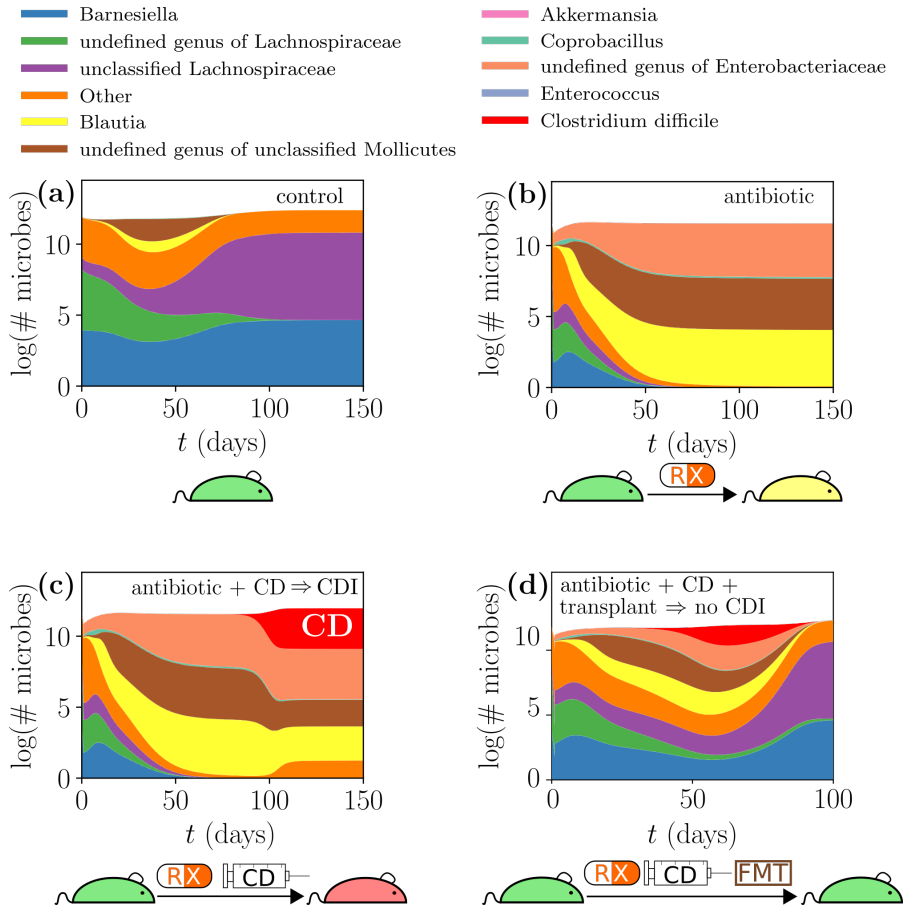 Barnesiella
undefined genus of Lachnospiraceae
unclassified Lachnospiraceae
Other
Blautia
undefined genus of unclassified Mollicutes
Akkermansia
Coprobacillus
undefined genus of Enterobacteriaceae
Enterococcus
Clostridium difficile
(a)
control
log(# microbes)
10
5
0
0 50 100 150
t (days)
(b)
antibiotic
log(# microbes)
10
5
0
0 50 100 150
t (days)
RX
(c)
antibiotic + CD ⇒ CDI
CD
log(# microbes)
10
5
0
0 50 100 150
t (days)
RX CD
(d)
antibiotic + CD +
transplant ⇒ no CDI
log(# microbes)
10
5
0
0 50 100
t (days)
RX CD FMT